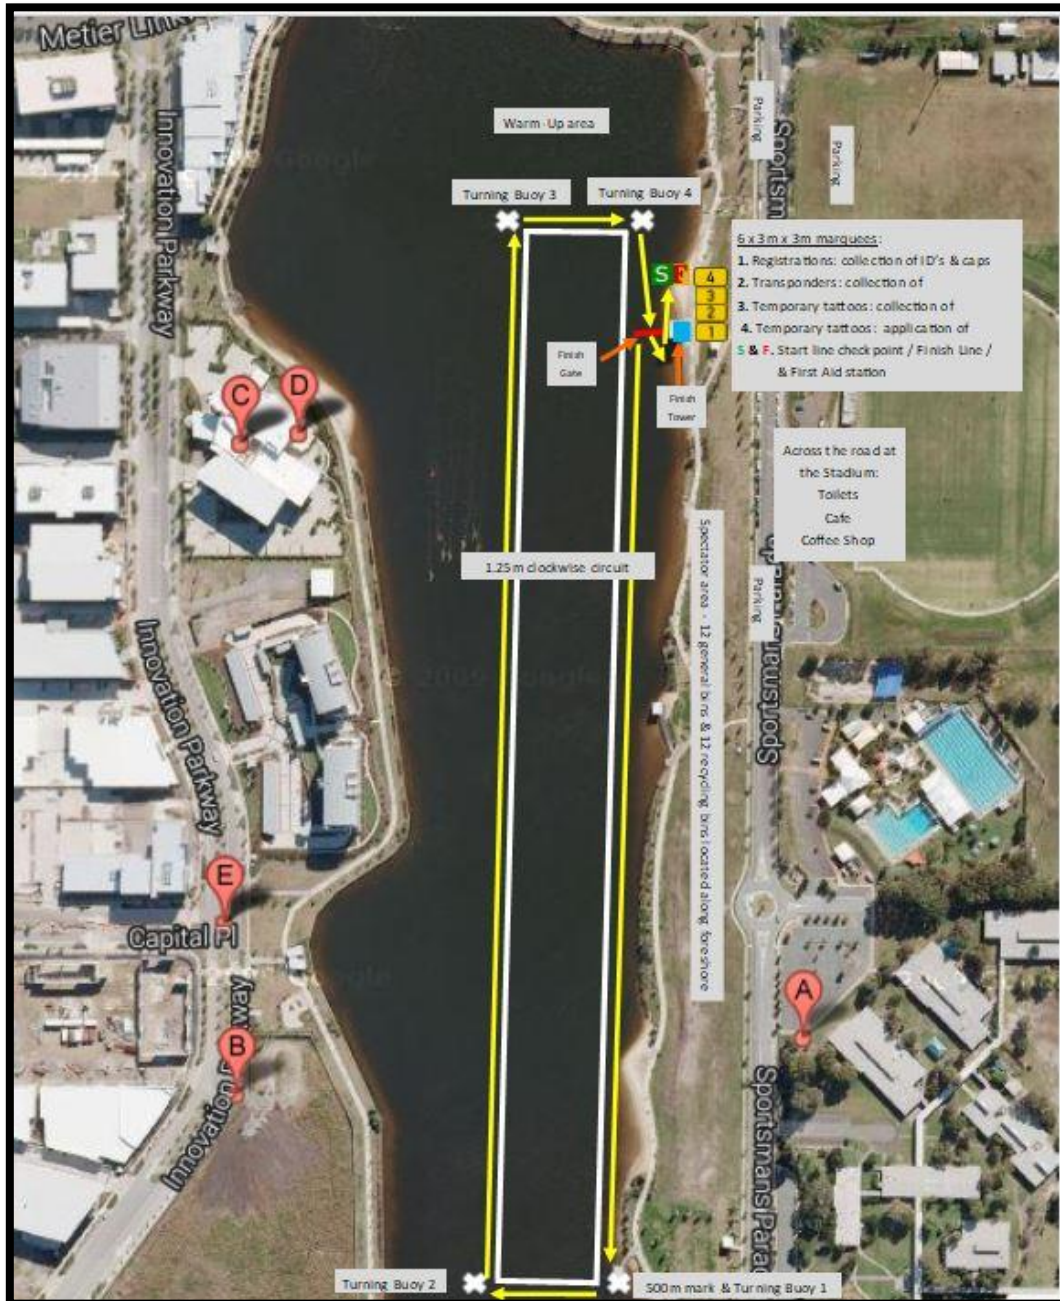 Metier Link
Innovation Parkway
Warm-Up area
Parking
Parking
Sportsm
Turning Buoy 3
Turning Buoy 4
6 x 3m x 3m marquees:
1. Registrations: collection of ID's & caps
2. Transponders: collection of
3. Temporary tattoos: collection of
4. Temporary tattoos: application of
S & F. Start line check point / Finish Line /
& First Aid station
S
F
4
3
2
1
Finish
Gate
Finish
Tower
C
D
Across the road at
the Stadium:
Toilets
Cafe
Coffee Shop
1.25m clockwise circuit
Spectator area - 12 general bins & 12 recycling bins located along foreshore
Parking
Sportsmans Parade
Innovation Parkway
E
Capital Pl
A
B
Innovation Parkway
Sportsmans Parad
Turning Buoy 2
500m mark & Turning Buoy 1